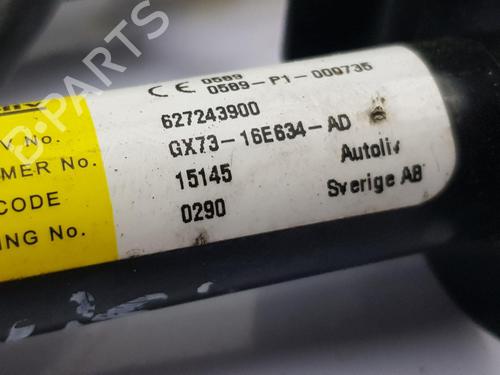 CE 0589
0589-P1-000735
V No. 627243900
MER No. GX73-16E634-AD
CODE 15145 Autoliv
ING No. 0290 Sverige AB
B-PARTS